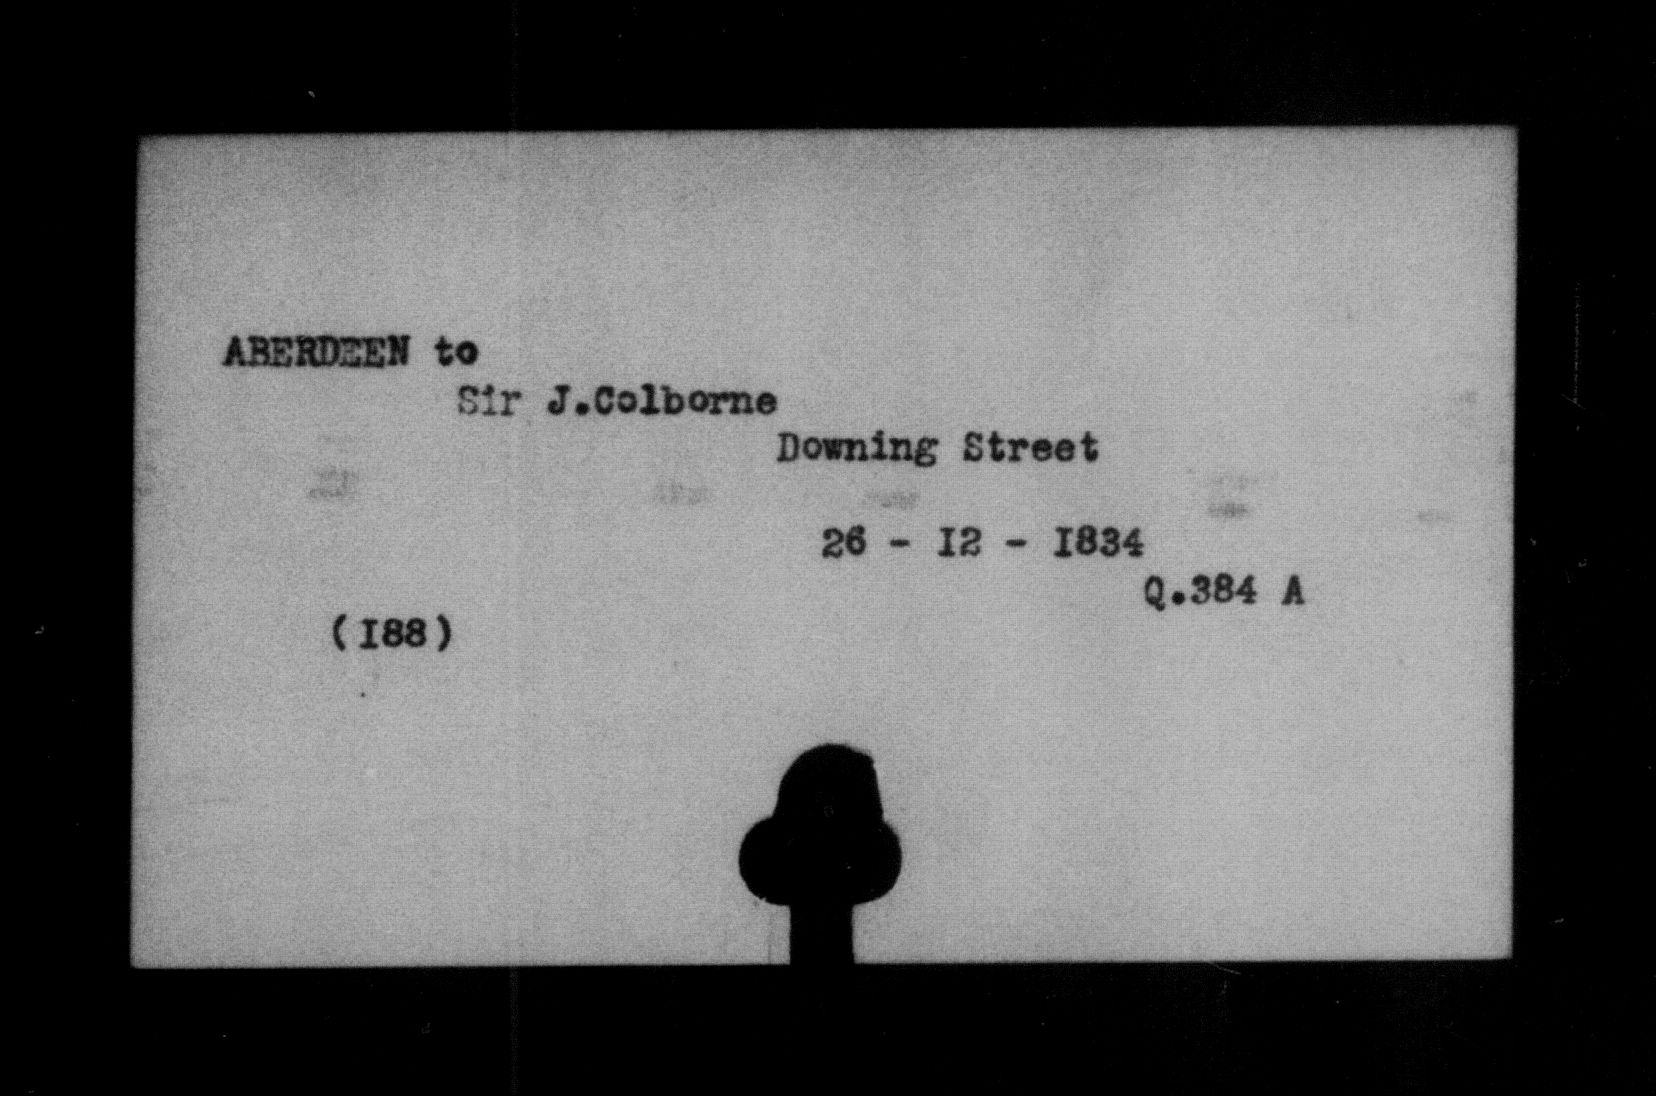 ABERDEEN to
Sir J.Colborne
Downing Street
26 - I2 - I834
Q.384 A
(I88)